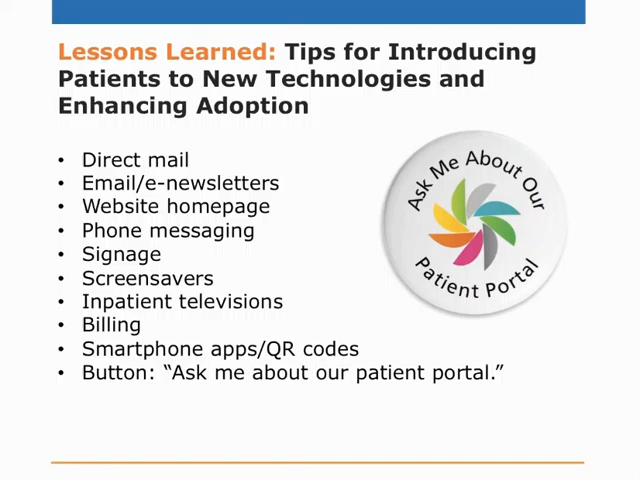 Lessons Learned: Tips for Introducing
Patients to New Technologies and
Enhancing Adoption
• Direct mail
• Email/e-newsletters
• Website homepage
• Phone messaging
• Signage
• Screensavers
• Inpatient televisions
• Billing
• Smartphone apps/QR codes
• Button: “Ask me about our patient portal.”
Ask Me About Our
Patient Portal